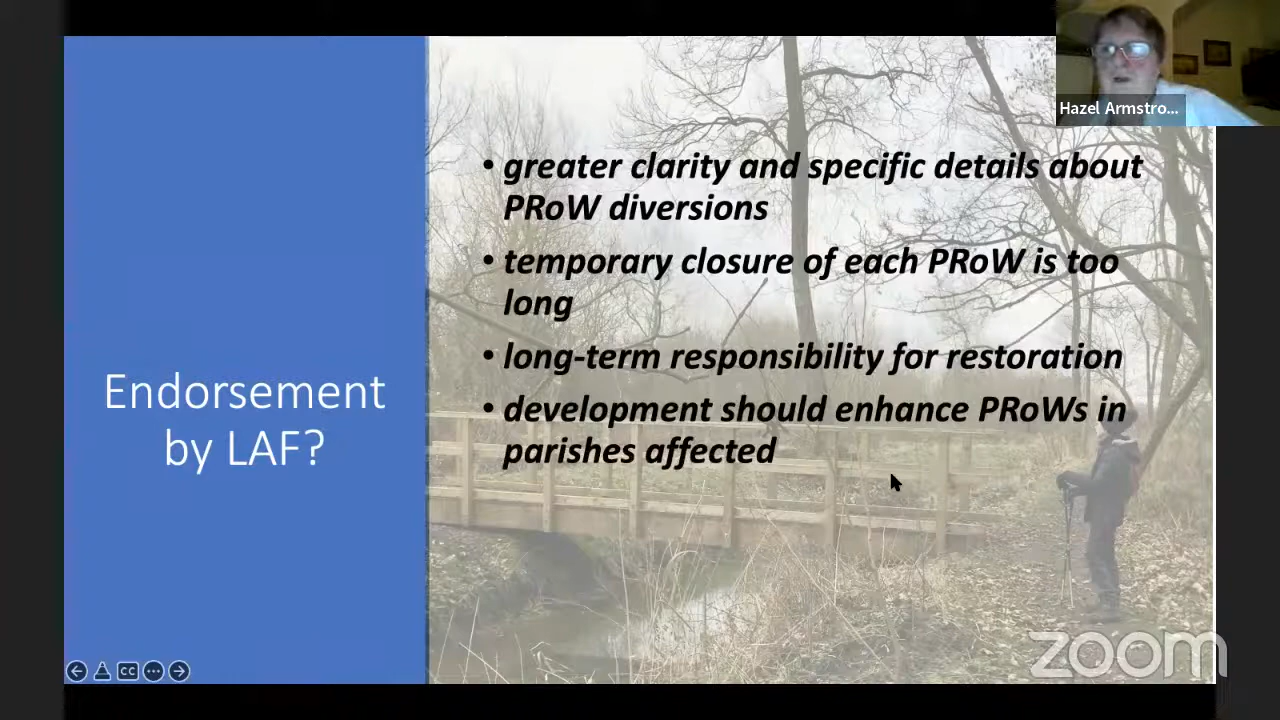 Hazel Armstro...
• greater clarity and specific details about
PRoW diversions
• temporary closure of each PRoW is too
long
• long-term responsibility for restoration
• development should enhance PRoWs in
parishes affected
Endorsement
by LAF?
CC
zoom